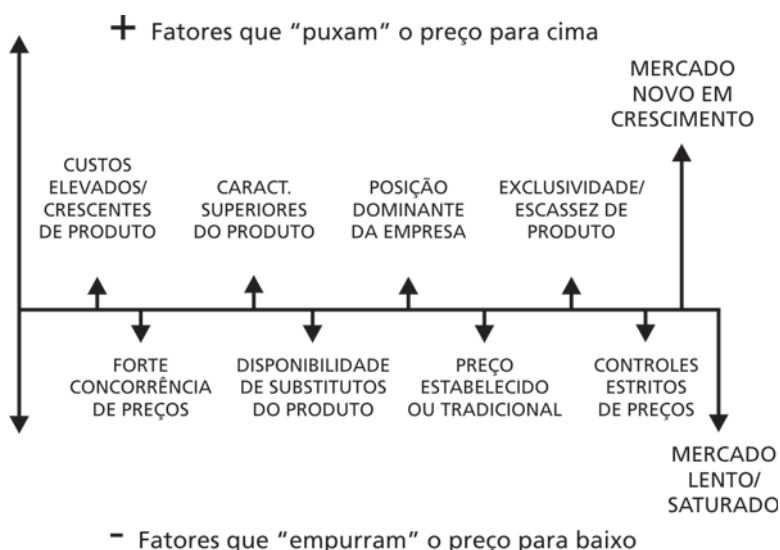 + Fatores que “puxam” o preço para cima
MERCADO
NOVO EM
CRESCIMENTO
CUSTOS
ELEVADOS/
CRESCENTES
DE PRODUTO
CARACT.
SUPERIORES
DO PRODUTO
POSIÇÃO
DOMINANTE
DA EMPRESA
EXCLUSIVIDADE/
ESCASSEZ DE
PRODUTO
FORTE
CONCORRÊNCIA
DE PREÇOS
DISPONIBILIDADE
DE SUBSTITUTOS
DO PRODUTO
PREÇO
ESTABELECIDO
OU TRADICIONAL
CONTROLES
ESTRITOS
DE PREÇOS
MERCADO
LENTO/
SATURADO
- Fatores que “empurram” o preço para baixo